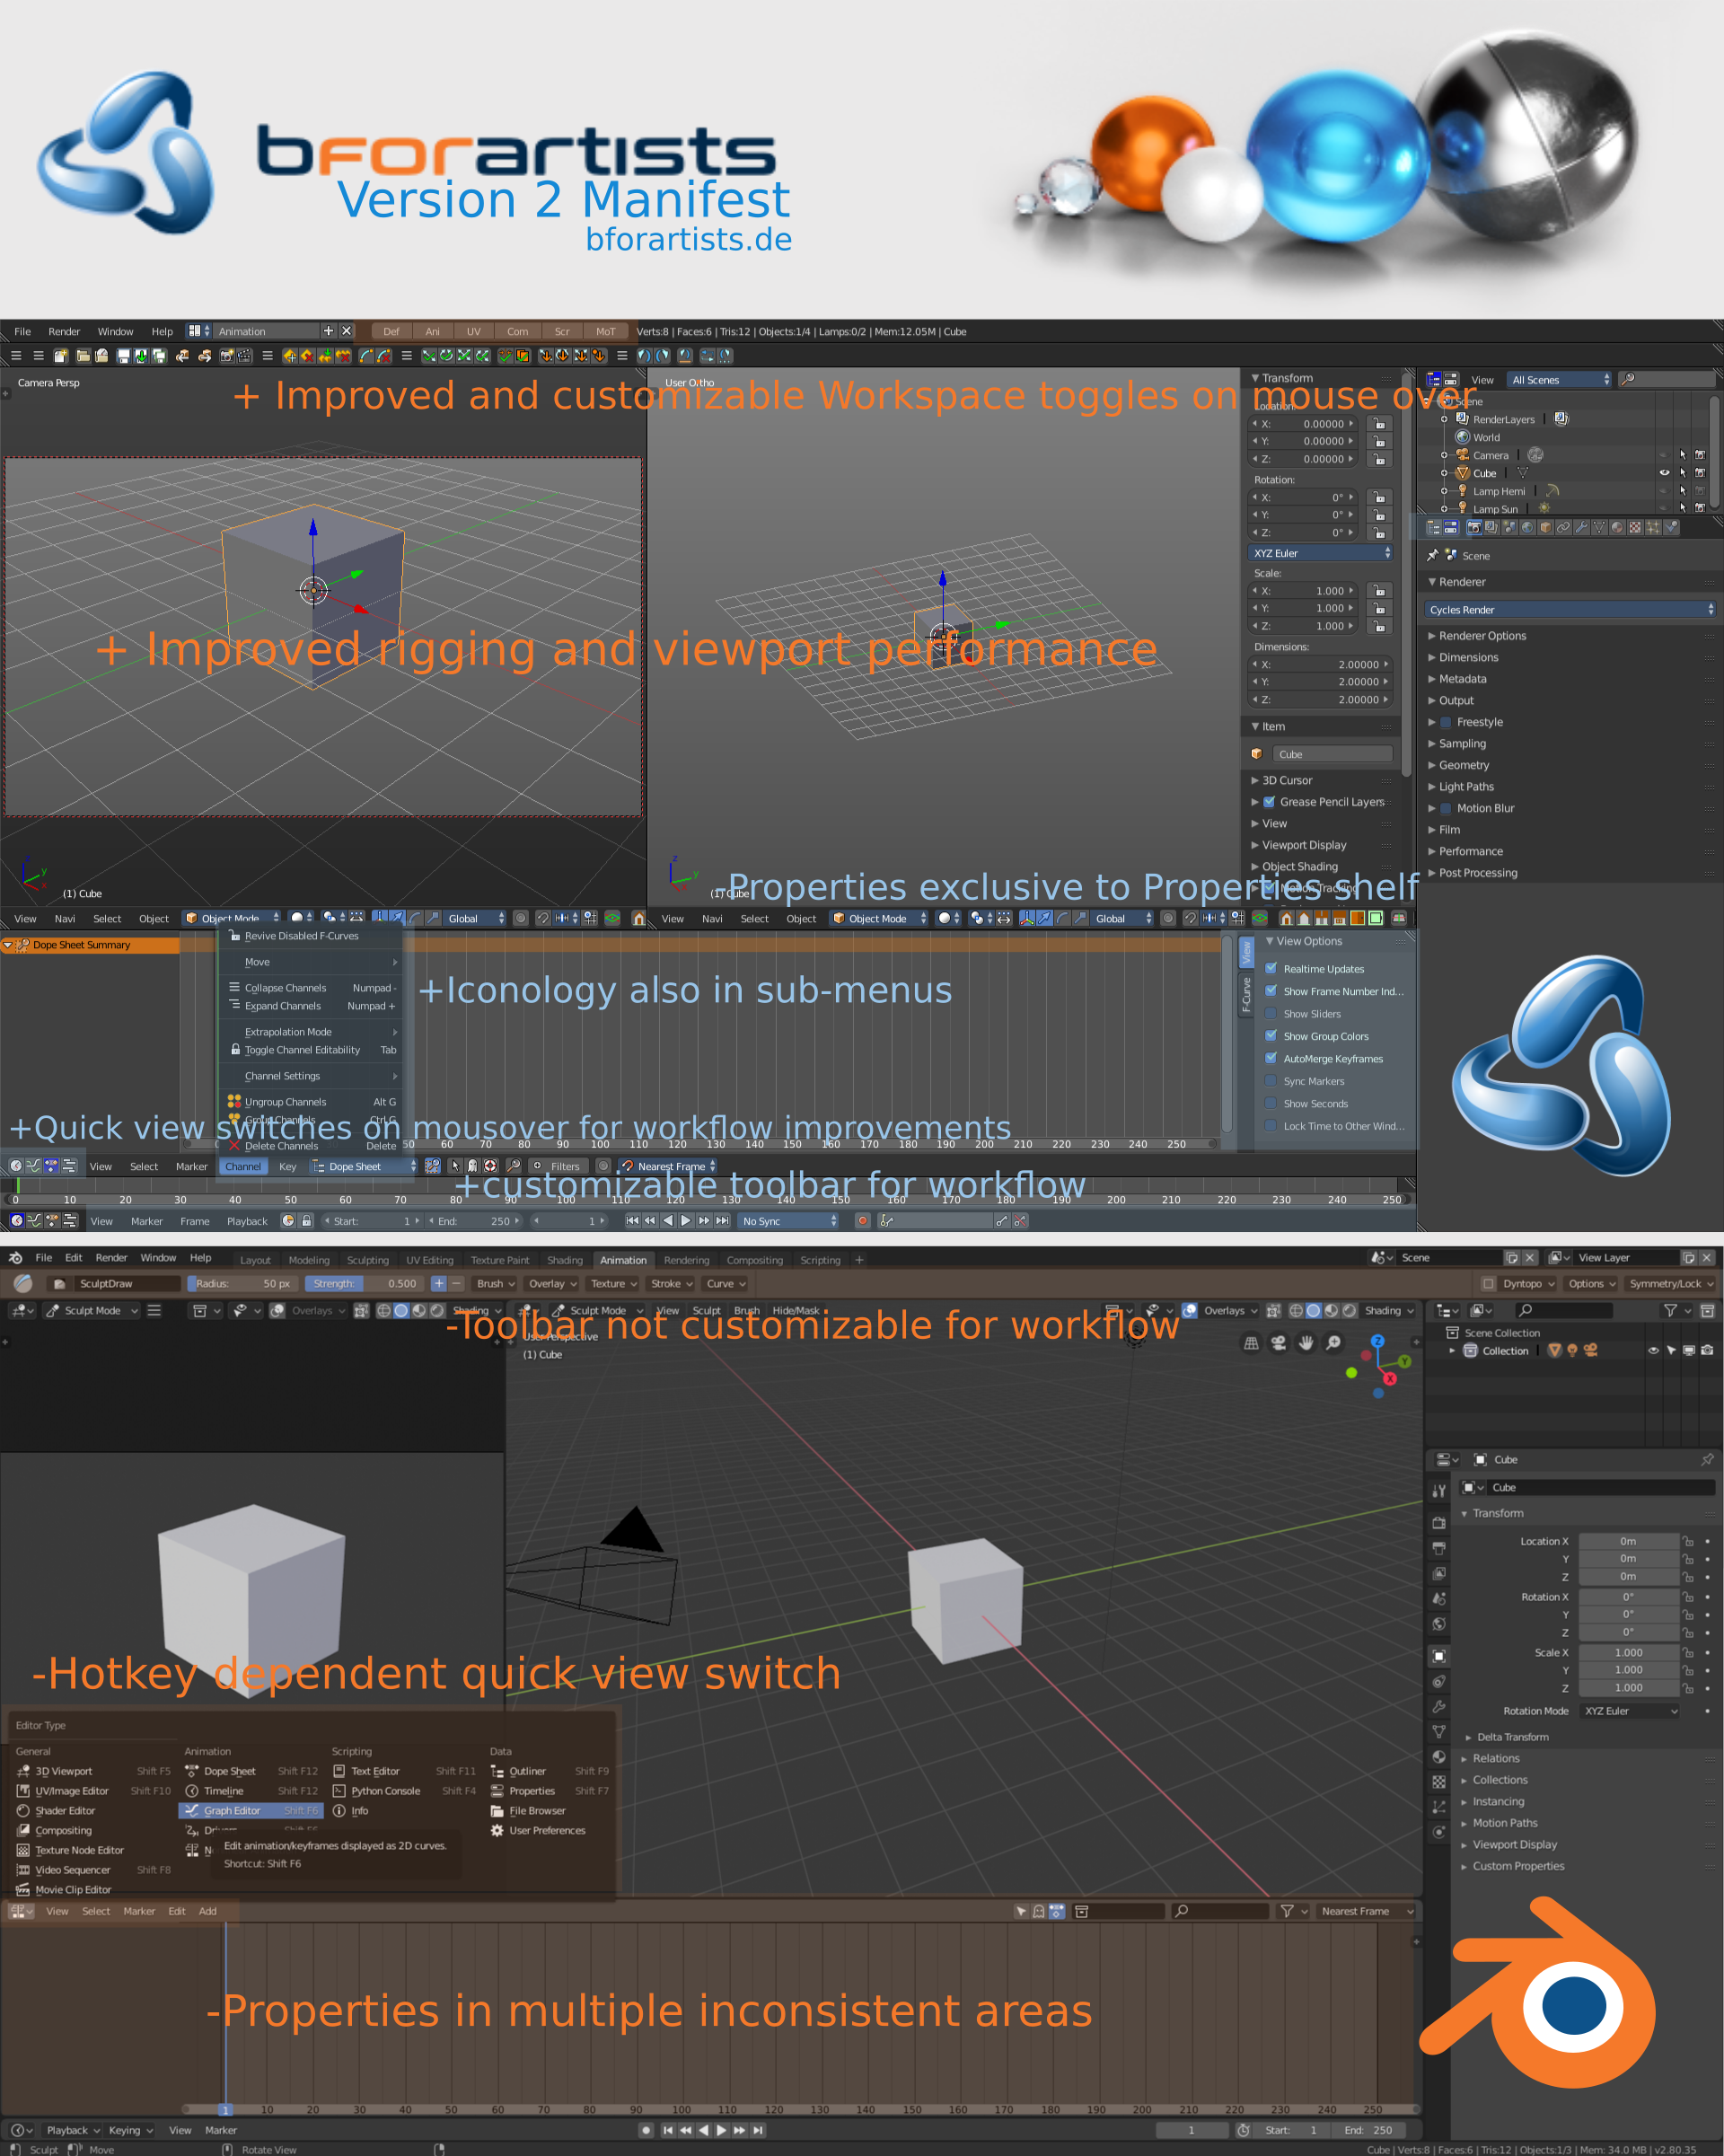 bforartists
Version 2 Manifest
bforartists.de
File Render Window Help Animation Def Ani UV Com Scr MoT Verts:8 | Faces:6 | Tris:12 | Objects:1/4 | Lamps:0/2 | Mem:12.05M | Cube
Camera Persp
User Ortho
+ Improved and customizable Workspace toggles on mouse over
Transform
Location:
X: 0.00000
Y: 0.00000
Z: 0.00000
Rotation:
X: 0°
Y: 0°
Z: 0°
XYZ Euler
Scale:
X: 1.000
Y: 1.000
Z: 1.000
Dimensions:
X: 2.00000
Y: 2.00000
Z: 2.00000
Item
Cube
3D Cursor
Grease Pencil Layers
View
Viewport Display
Object Shading
Motion Tracking
View All Scenes
Scene
RenderLayers
World
Camera
Cube
Lamp Hemi
Lamp Sun
Scene
Renderer
Cycles Render
Renderer Options
Dimensions
Metadata
Output
Freestyle
Sampling
Geometry
Light Paths
Motion Blur
Film
Performance
Post Processing
+ Improved rigging and viewport performance
-Properties exclusive to Properties shelf
(1) Cube
(1) Cube
View Navi Select Object Object Mode Global
View Navi Select Object Object Mode Global
Dope Sheet Summary
Revive Disabled F-Curves
Move
Collapse Channels Numpad -
Expand Channels Numpad +
Extrapolation Mode
Toggle Channel Editability Tab
Channel Settings
Ungroup Channels Alt G
Group Channels Ctrl G
Delete Channels Delete
+Iconology also in sub-menus
View
F-Curve
View Options
Realtime Updates
Show Frame Number Ind...
Show Sliders
Show Group Colors
AutoMerge Keyframes
Sync Markers
Show Seconds
Lock Time to Other Wind...
+Quick view switches on mousover for workflow improvements
50 60 70 80 90 100 110 120 130 140 150 160 170 180 190 200 210 220 230 240 250
View Select Marker Channel Key Dope Sheet Filters Nearest Frame
+customizable toolbar for workflow
0 10 20 30 40 50 60 70 80 90 100 110 120 130 140 150 160 170 180 190 200 210 220 230 240 250
View Marker Frame Playback Start: 1 End: 250 1 No Sync
File Edit Render Window Help Layout Modeling Sculpting UV Editing Texture Paint Shading Animation Rendering Compositing Scripting + Scene View Layer
SculptDraw Radius: 50 px Strength: 0.500 Brush Overlay Texture Stroke Curve Dyntopo Options Symmetry/Lock
Sculpt Mode Overlays Shading Sculpt Mode View Sculpt Brush Hide/Mask Overlays Shading
-Toolbar not customizable for workflow
User Perspective
(1) Cube
Z
Y
X
Scene Collection
Collection
Cube
Cube
Transform
Location X 0m
Y 0m
Z 0m
Rotation X 0°
Y 0°
Z 0°
Scale X 1.000
Y 1.000
Z 1.000
Rotation Mode XYZ Euler
Delta Transform
Relations
Collections
Instancing
Motion Paths
Viewport Display
Custom Properties
-Hotkey dependent quick view switch
Editor Type
General Animation Scripting Data
3D Viewport Shift F5 Dope Sheet Shift F12 Text Editor Shift F11 Outliner Shift F9
UV/Image Editor Shift F10 Timeline Shift F12 Python Console Shift F4 Properties Shift F7
Shader Editor Graph Editor Shift F6 Info File Browser
Compositing Drivers Shift F6 User Preferences
Texture Node Editor
Video Sequencer Shift F8
Movie Clip Editor
Edit animation/keyframes displayed as 2D curves.
Shortcut: Shift F6
View Select Marker Edit Add Nearest Frame
-Properties in multiple inconsistent areas
1 10 20 30 40 50 60 70 80 90 100 110 120 130 140 150 160 170 180 190 200 210 220 230 240 250
Playback Keying View Marker 1 Start: 1 End: 250
Sculpt Move Rotate View Cube | Verts:8 | Faces:6 | Tris:12 | Objects:1/3 | Mem: 34.0 MB | v2.80.35